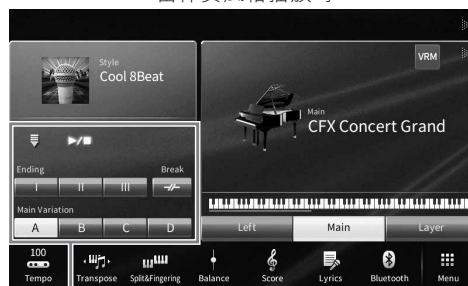 Style
Cool 8Beat
VRM
Main
CFX Concert Grand
Ending
Break
I
II
III
Main Variation
A
B
C
D
Left
Main
Layer
100
Tempo
Transpose
Split&Fingering
Balance
Score
Lyrics
Bluetooth
Menu